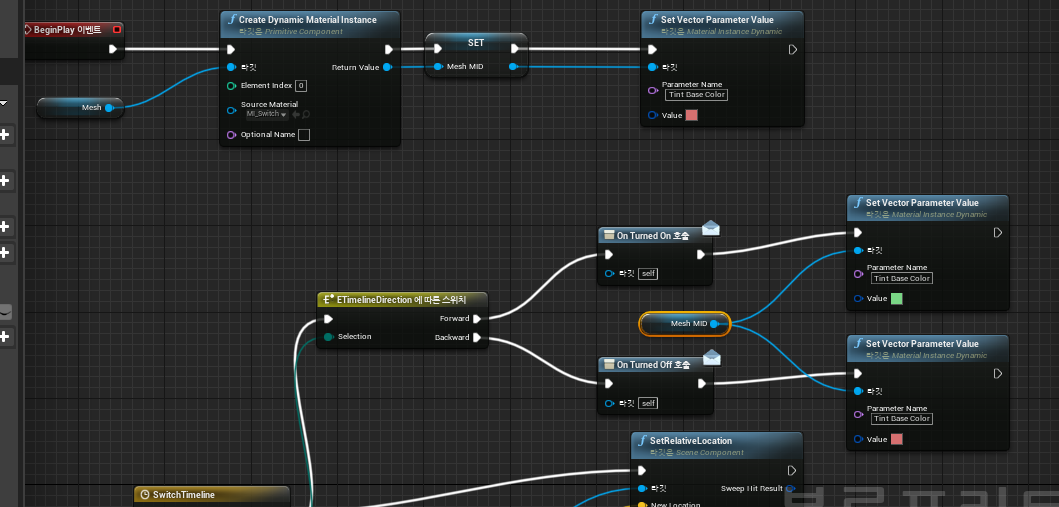 BeginPlay 이벤트
Mesh
Create Dynamic Material Instance
타깃은 Primitive Component
타깃
Return Value
Element Index 0
Source Material
MI_Switch
Optional Name
SET
Mesh MID
Set Vector Parameter Value
타깃은 Material Instance Dynamic
타깃
Parameter Name
Tint Base Color
Value
ETimelineDirection 에 따른 스위치
Forward
Selection
Backward
On Turned On 호출
타깃 self
Mesh MID
On Turned Off 호출
타깃 self
Set Vector Parameter Value
타깃은 Material Instance Dynamic
타깃
Parameter Name
Tint Base Color
Value
Set Vector Parameter Value
타깃은 Material Instance Dynamic
타깃
Parameter Name
Tint Base Color
Value
SwitchTimeline
SetRelativeLocation
타깃은 Scene Component
타깃
Sweep Hit Result
New Location